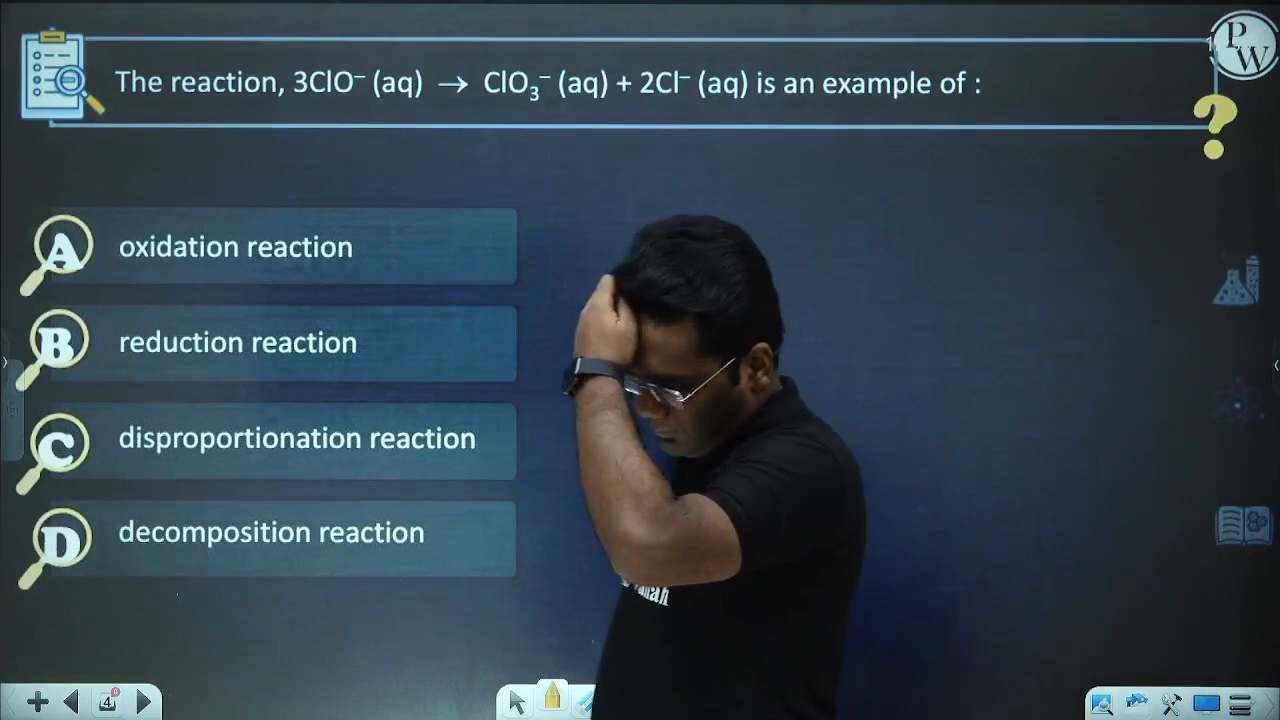 PW
The reaction, 3ClO⁻ (aq) → ClO₃⁻ (aq) + 2Cl⁻ (aq) is an example of :
?
A oxidation reaction
B reduction reaction
C disproportionation reaction
D decomposition reaction
4
0